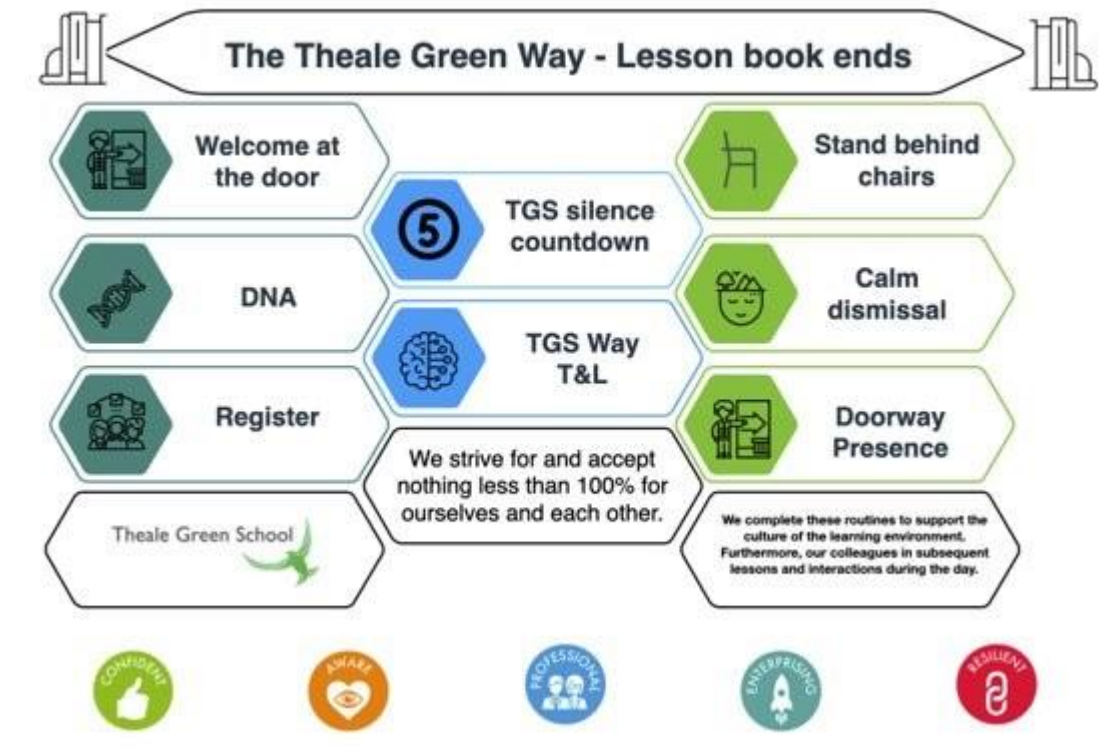 The Theale Green Way - Lesson book ends
Welcome at
the door
DNA
Register
Theale Green School
5
TGS silence
countdown
TGS Way
T&L
We strive for and accept
nothing less than 100% for
ourselves and each other.
Stand behind
chairs
Calm
dismissal
Doorway
Presence
We complete these routines to support the
culture of the learning environment.
Furthermore, our colleagues in subsequent
lessons and interactions during the day.
CONFIDENT
AWARE
PROFESSIONAL
ENTERPRISING
RESILIENT